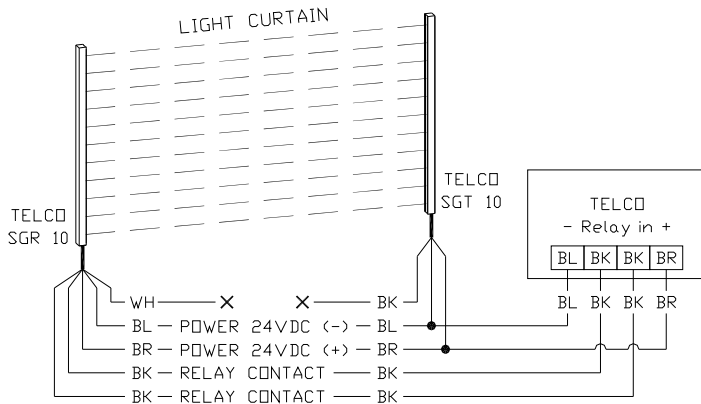 LIGHT CURTAIN
TELCO
SGR 10
TELCO
SGT 10
TELCO
- Relay in +
BL BK BK BR
BL BK BK BR
WH BK
BL POWER 24VDC (-) BL
BR POWER 24VDC (+) BR
BK RELAY CONTACT BK
BK RELAY CONTACT BK